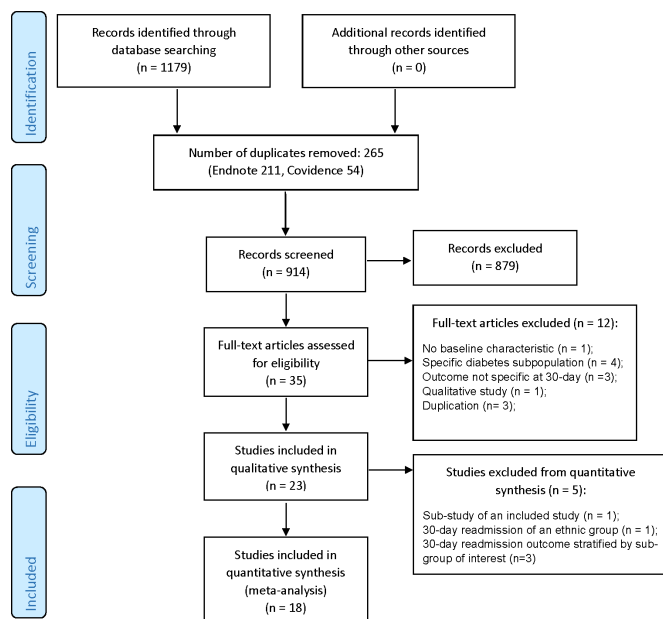 Identification
Records identified through
database searching
(n = 1179)
Additional records identified
through other sources
(n = 0)
Number of duplicates removed: 265
(Endnote 211, Covidence 54)
Screening
Records screened
(n = 914)
Records excluded
(n = 879)
Eligibility
Full-text articles assessed
for eligibility
(n = 35)
Full-text articles excluded (n = 12):
No baseline characteristic (n = 1);
Specific diabetes subpopulation (n = 4);
Outcome not specific at 30-day (n =3);
Qualitative study (n = 1);
Duplication (n= 3);
Studies included in
qualitative synthesis
(n = 23)
Studies excluded from quantitative
synthesis (n = 5):
Sub-study of an included study (n = 1);
30-day readmission of an ethnic group (n = 1);
30-day readmission outcome stratified by sub-
group of interest (n=3)
Included
Studies included in
quantitative synthesis
(meta-analysis)
(n = 18)